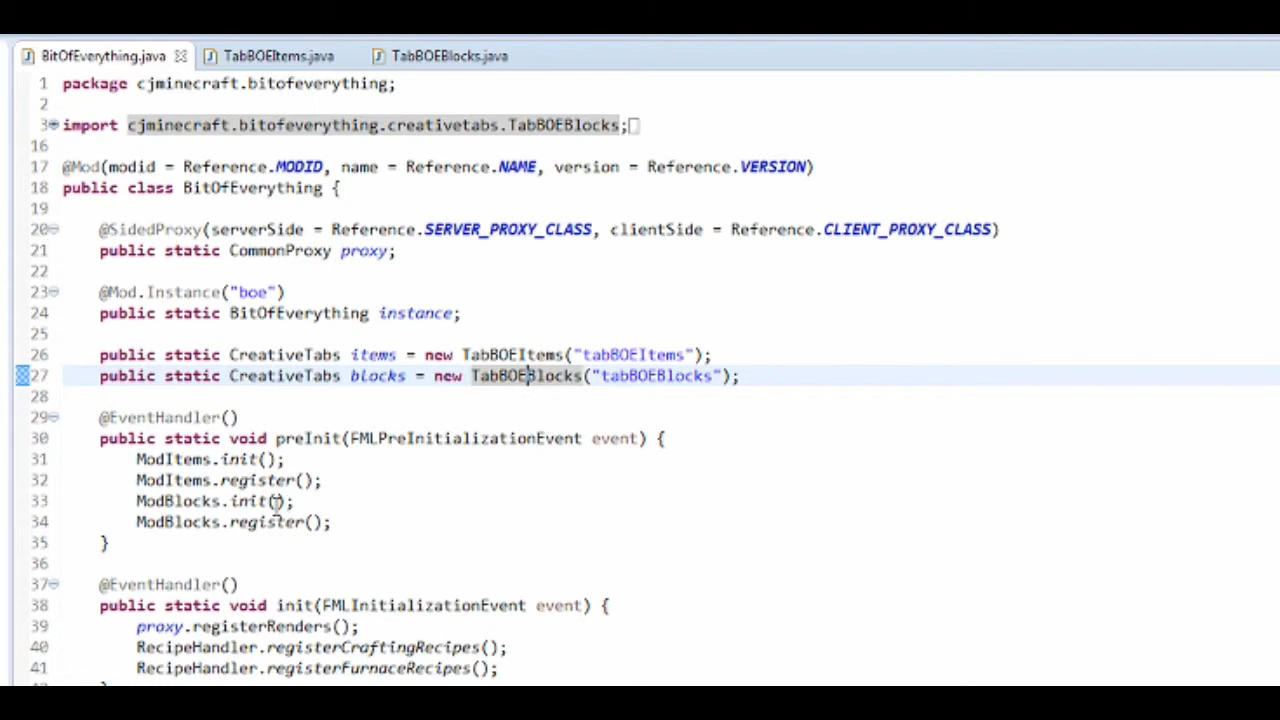 BitOfEverything.java TabBOEItems.java TabBOEBlocks.java
1 package cjminecraft.bitofeverything;
2
3 import cjminecraft.bitofeverything.creativetabs.TabBOEBlocks;
16
17 @Mod(modid = Reference.MODID, name = Reference.NAME, version = Reference.VERSION)
18 public class BitOfEverything {
19
20 @SidedProxy(serverSide = Reference.SERVER_PROXY_CLASS, clientSide = Reference.CLIENT_PROXY_CLASS)
21 public static CommonProxy proxy;
22
23 @Mod.Instance("boe")
24 public static BitOfEverything instance;
25
26 public static CreativeTabs items = new TabBOEItems("tabBOEItems");
27 public static CreativeTabs blocks = new TabBOEBlocks("tabBOEBlocks");
28
29 @EventHandler()
30 public static void preInit(FMLPreInitializationEvent event) {
31 ModItems.init();
32 ModItems.register();
33 ModBlocks.init();
34 ModBlocks.register();
35 }
36
37 @EventHandler()
38 public static void init(FMLInitializationEvent event) {
39 proxy.registerRenders();
40 RecipeHandler.registerCraftingRecipes();
41 RecipeHandler.registerFurnaceRecipes();